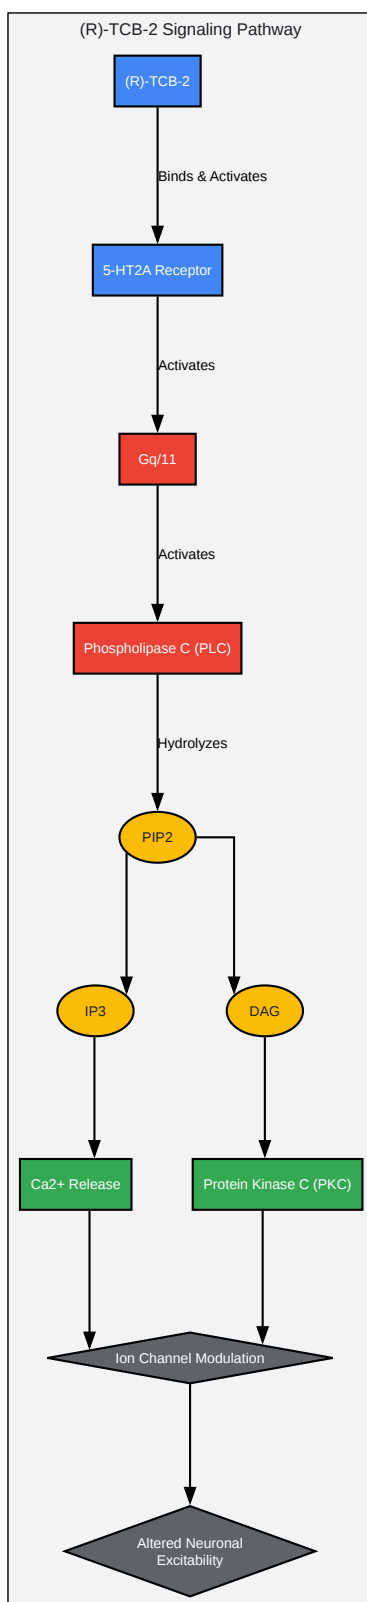 (R)-TCB-2 Signaling Pathway
(R)-TCB-2
Binds & Activates
5-HT2A Receptor
Activates
Gq/11
Activates
Phospholipase C (PLC)
Hydrolyzes
PIP2
IP3
DAG
Ca2+ Release
Protein Kinase C (PKC)
Ion Channel Modulation
Altered Neuronal
Excitability